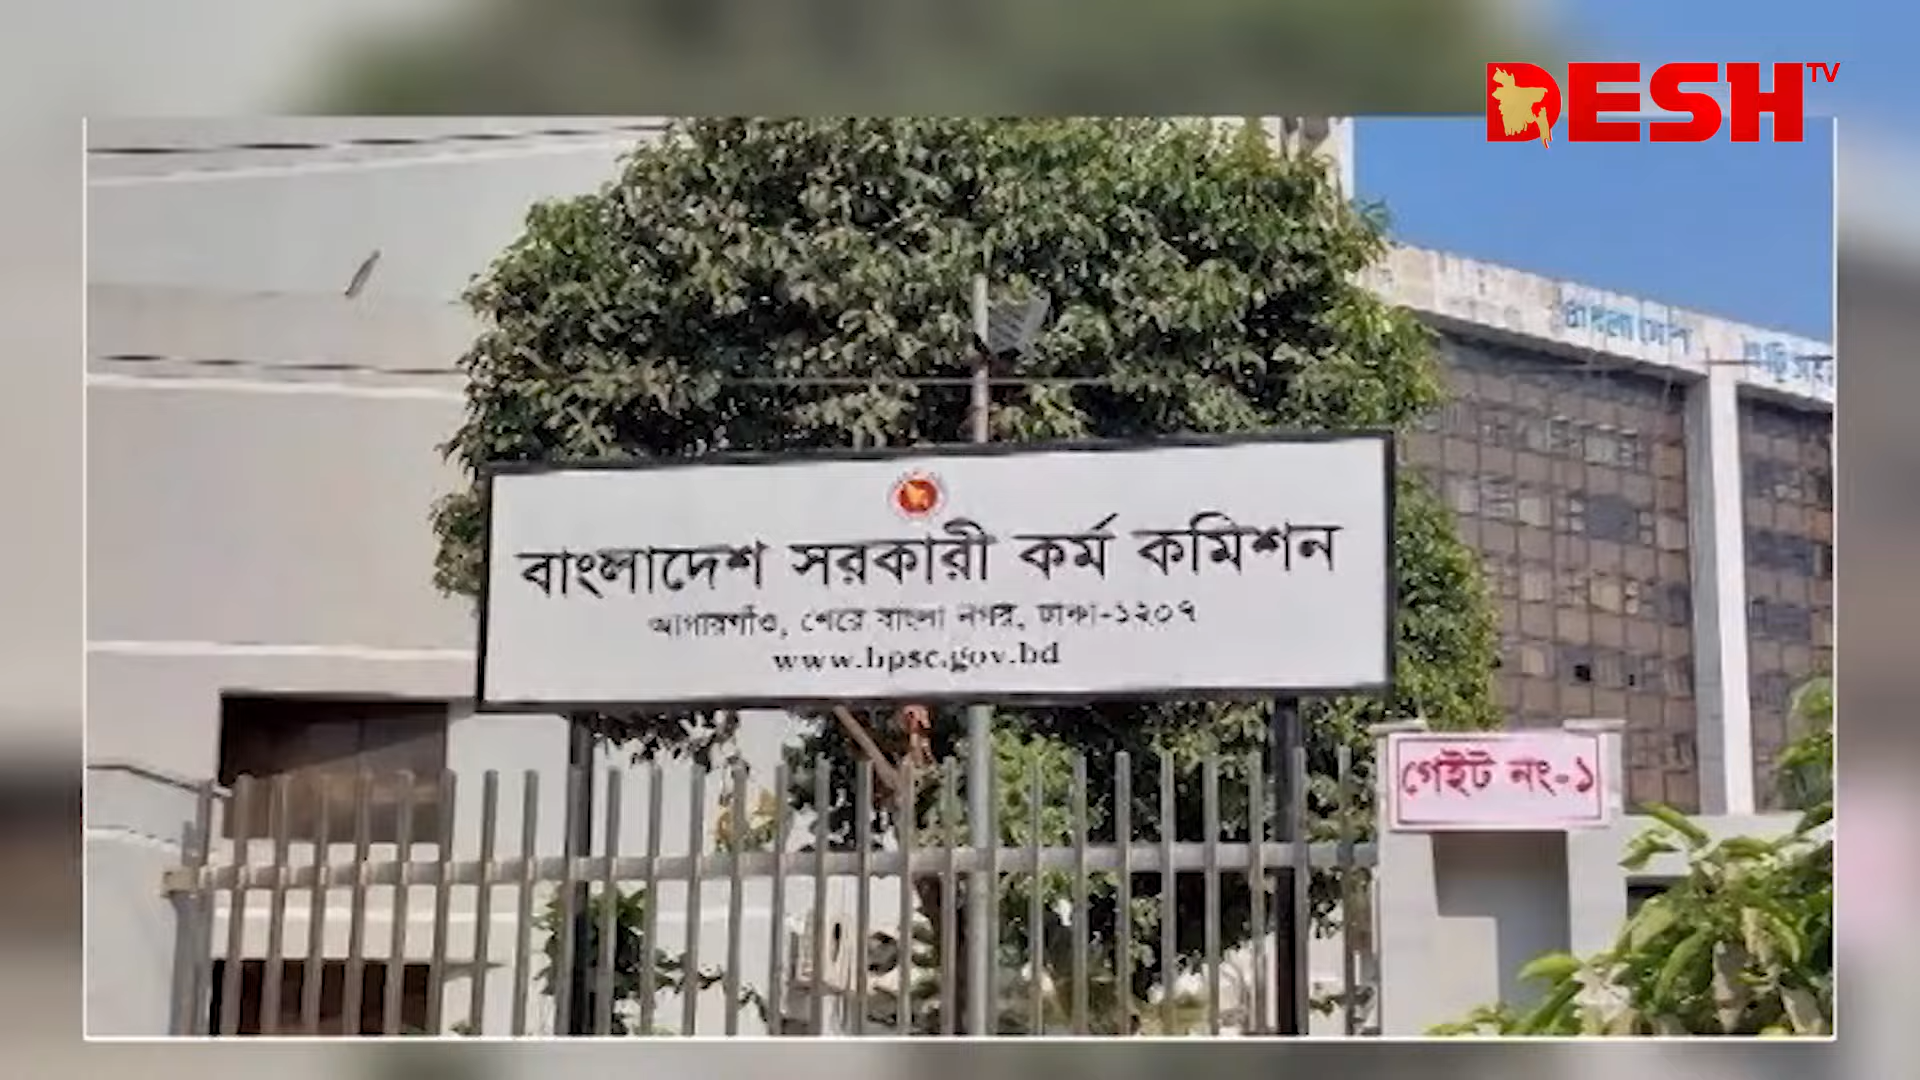 DESH TV
বাংলাদেশ সরকারী কর্ম কমিশন
আগারগাঁও, শেরে বাংলা নগর, ঢাকা-১২০৭
www.bpsc.gov.bd
গেইট নং-১